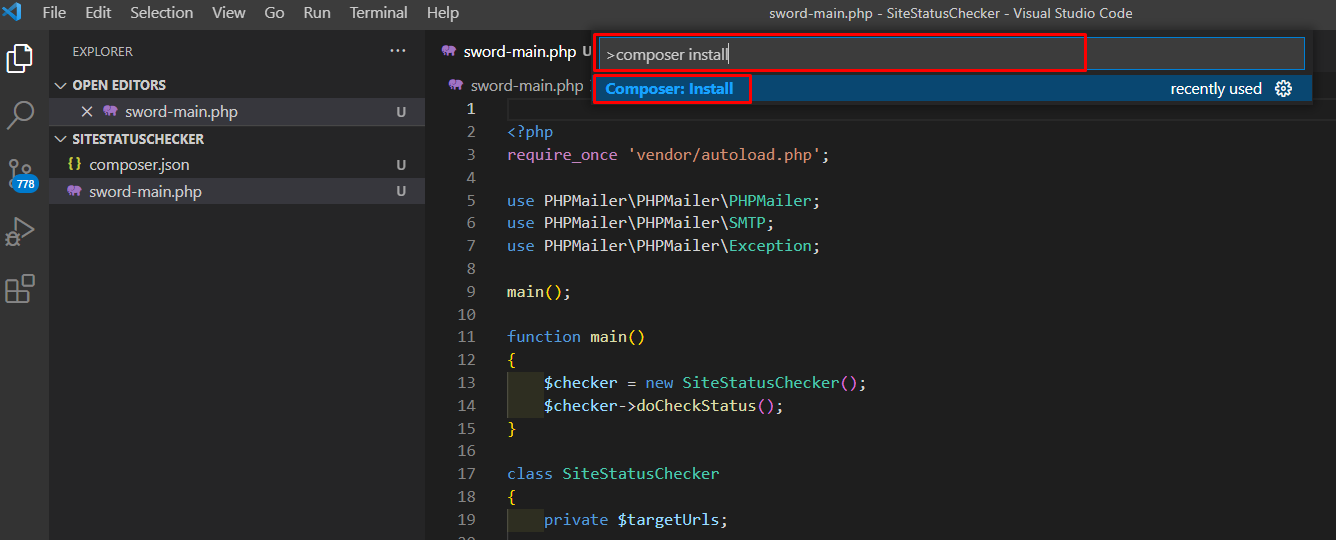 File Edit Selection View Go Run Terminal Help sword-main.php - SiteStatusChecker - Visual Studio Code
EXPLORER ···
OPEN EDITORS
sword-main.php U
SITESTATUSCHECKER
{} composer.json U
sword-main.php U
778
sword-main.php U
>composer install
sword-main.php
Composer: Install recently used
1
2 <?php
3 require_once 'vendor/autoload.php';
4
5 use PHPMailer\PHPMailer\PHPMailer;
6 use PHPMailer\PHPMailer\SMTP;
7 use PHPMailer\PHPMailer\Exception;
8
9 main();
10
11 function main()
12 {
13 $checker = new SiteStatusChecker();
14 $checker->doCheckStatus();
15 }
16
17 class SiteStatusChecker
18 {
19 private $targetUrls;